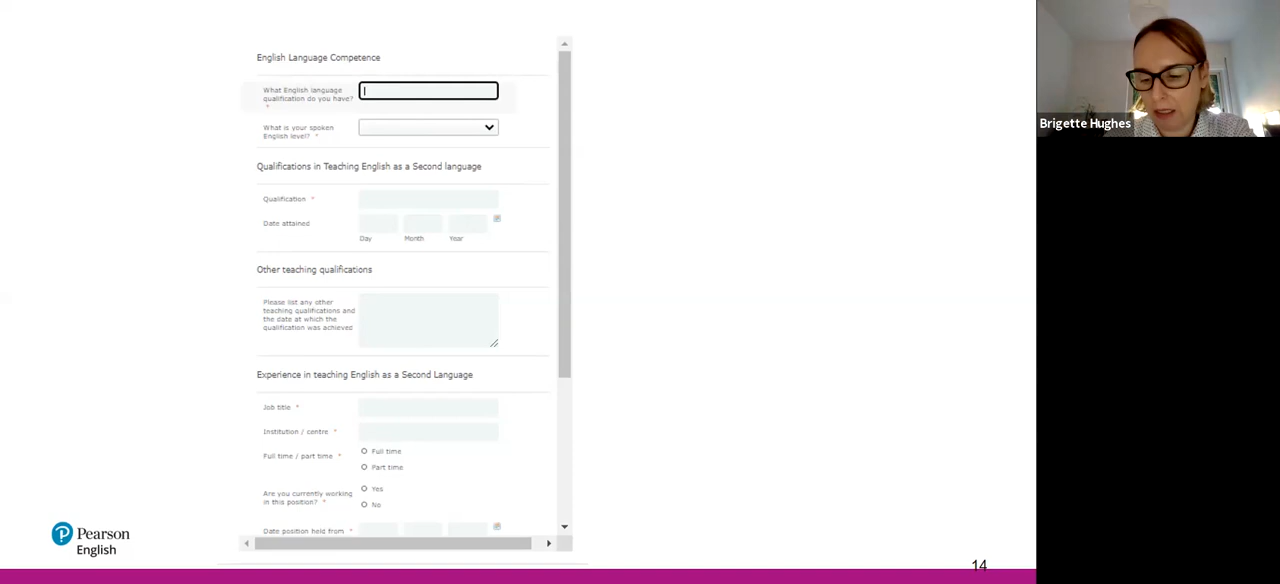 English Language Competence
What English language
qualification do you have?
*
What is your spoken
English level? *
Qualifications in Teaching English as a Second language
Qualification *
Date attained
Day Month Year
Other teaching qualifications
Please list any other
teaching qualifications and
the date at which the
qualification was achieved
Experience in teaching English as a Second Language
Job title *
Institution / centre *
Full time / part time *
Full time
Part time
Are you currently working
in this position? *
Yes
No
Date position held from *
Pearson
English
14
Brigette Hughes